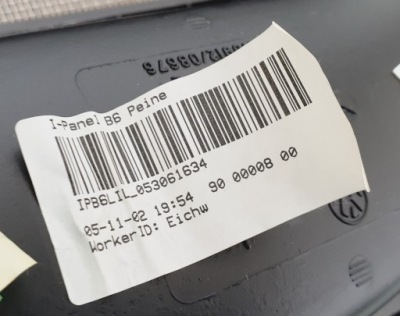 I-Panel B6 Peine
IPB6LIL_053061634
05-11-02 19:54 90 00008 00
WorkerID: Eichw